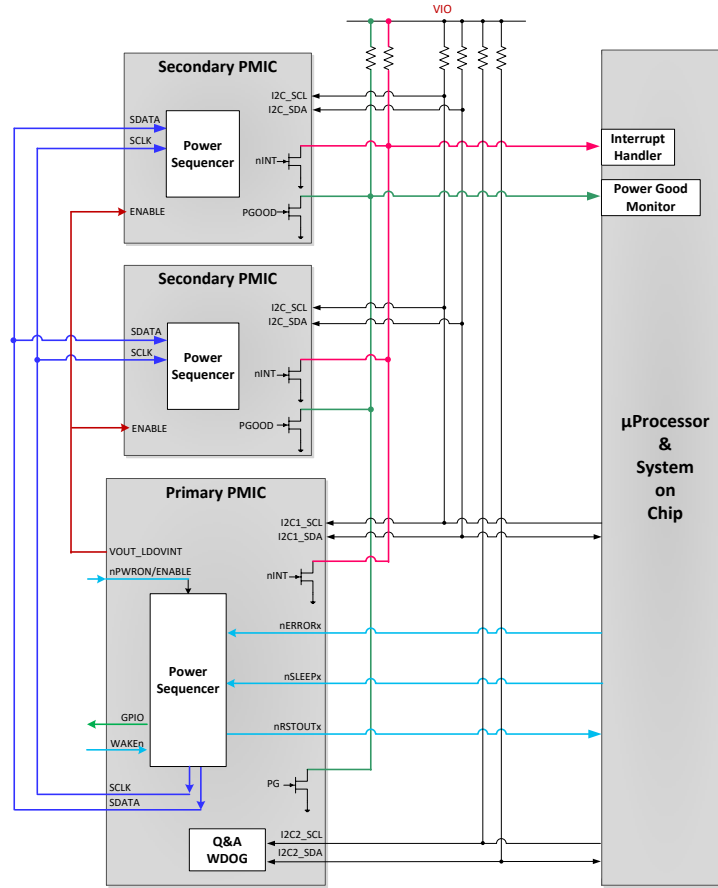 VIO
Secondary PMIC
I2C_SCL
I2C_SDA
SDATA
SCLK
Power
Sequencer
nINT
PGOOD
ENABLE
Interrupt
Handler
Power Good
Monitor
Secondary PMIC
I2C_SCL
I2C_SDA
SDATA
SCLK
Power
Sequencer
nINT
PGOOD
ENABLE
µProcessor
&
System
on
Chip
Primary PMIC
I2C1_SCL
I2C1_SDA
VOUT_LDOVINT
nPWRON/ENABLE
nINT
Power
Sequencer
nERRORx
nSLEEPx
nRSTOUTx
GPIO
WAKEn
SCLK
SDATA
PG
Q&A
WDOG
I2C2_SCL
I2C2_SDA